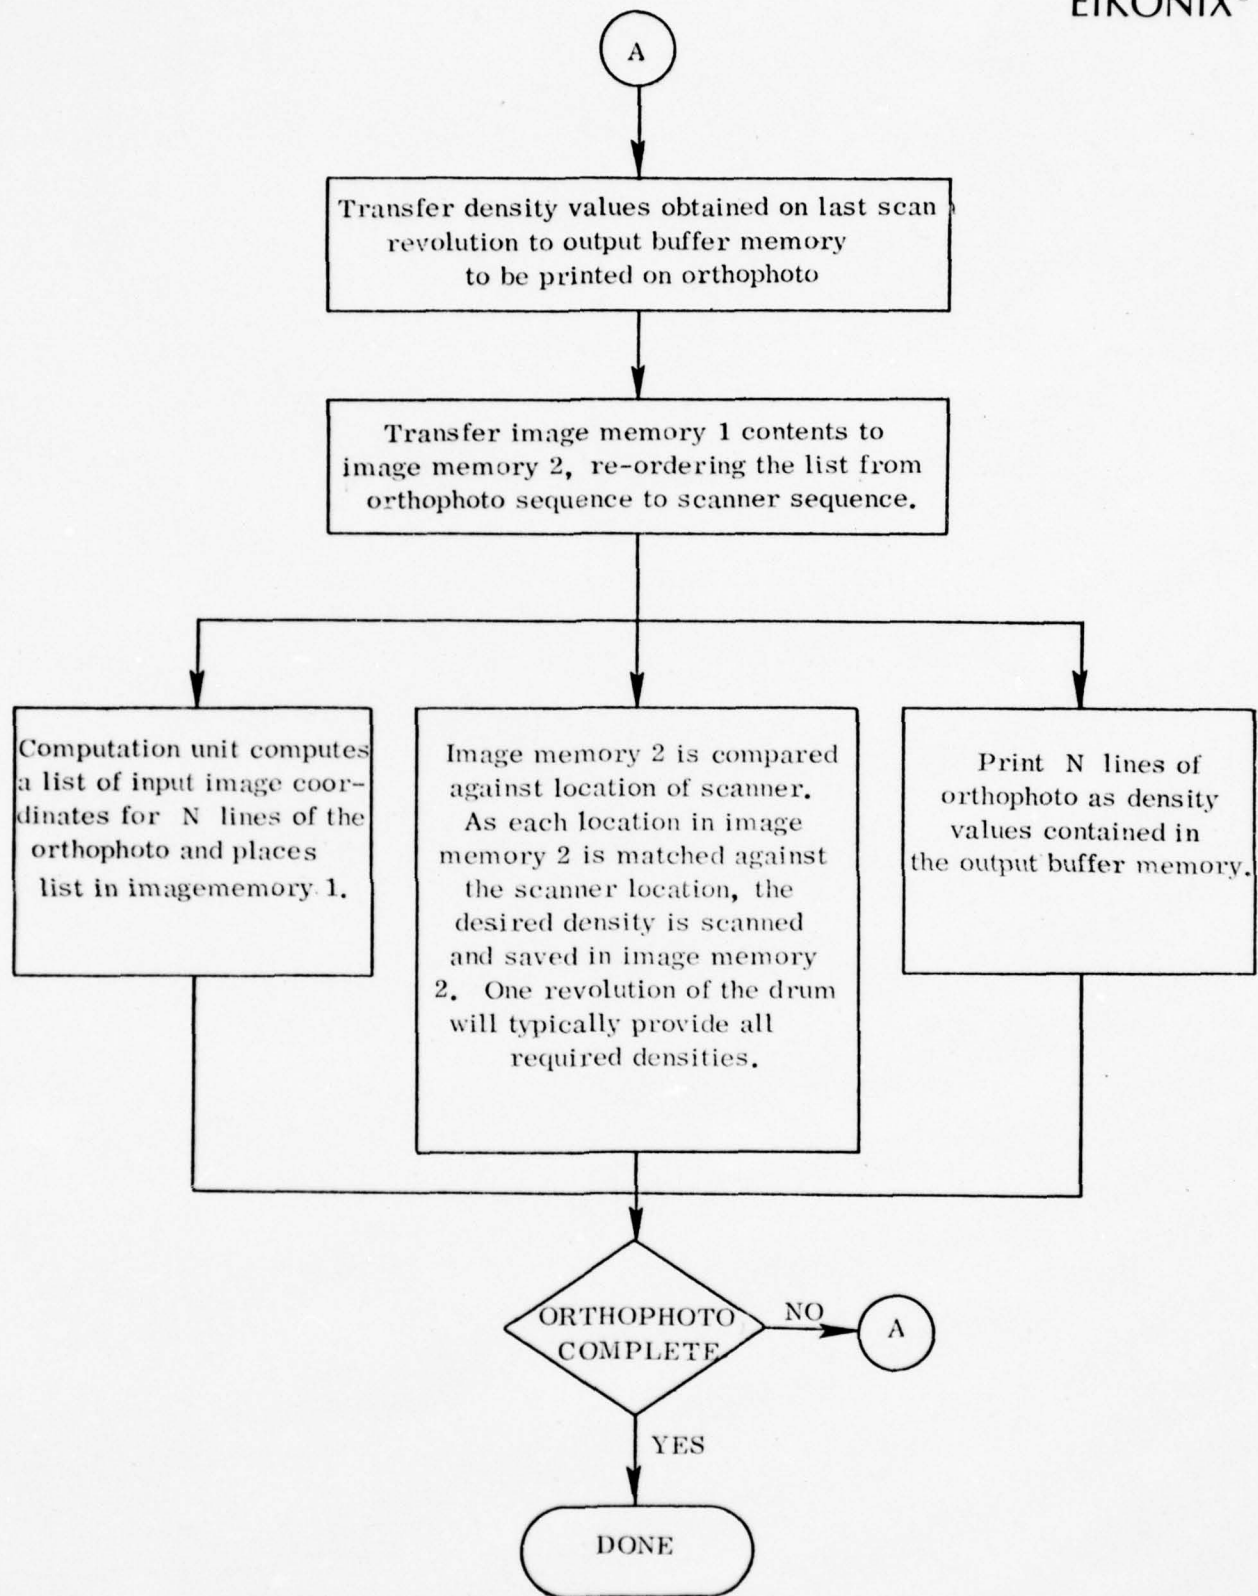 EIKONIX
A
Transfer density values obtained on last scan
revolution to output buffer memory
to be printed on orthophoto
Transfer image memory 1 contents to
image memory 2, re-ordering the list from
orthophoto sequence to scanner sequence.
Computation unit computes
a list of input image coor-
dinates for N lines of the
orthophoto and places
list in imagememory 1.
Image memory 2 is compared
against location of scanner.
As each location in image
memory 2 is matched against
the scanner location, the
desired density is scanned
and saved in image memory
2. One revolution of the drum
will typically provide all
required densities.
Print N lines of
orthophoto as density
values contained in
the output buffer memory.
ORTHOPHOTO
COMPLETE
NO
A
YES
DONE